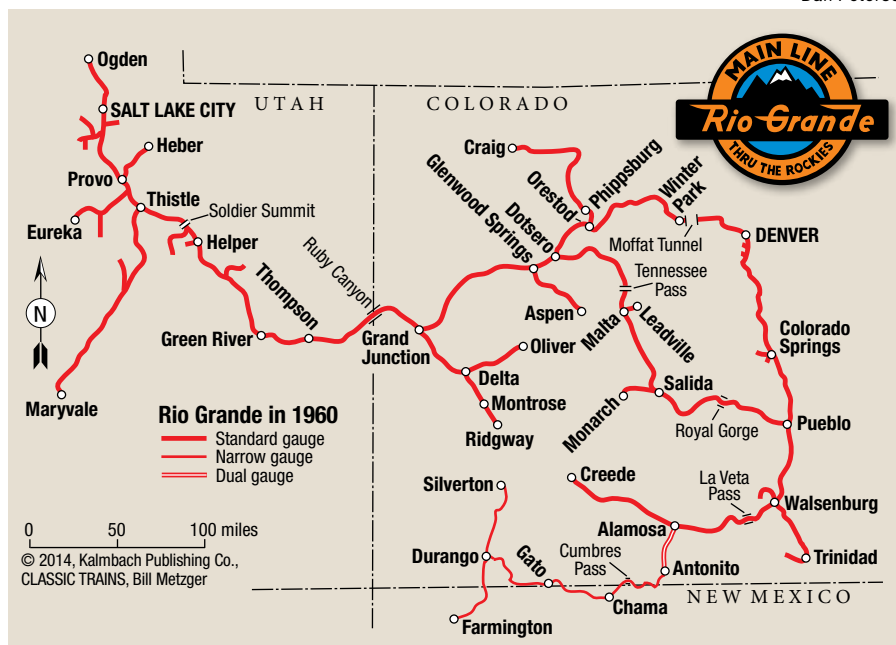 Ogden
SALT LAKE CITY
UTAH
COLORADO
MAIN LINE
Rio Grande
THRU THE ROCKIES
Heber
Provo
Thistle
Soldier Summit
Eureka
Helper
N
Maryvale
Green River
Thompson
Ruby Canyon
Grand
Junction
Craig
Glenwood Springs
Dotsero
Orestod
Phippsburg
Winter
Park
Moffat Tunnel
DENVER
Tennessee
Pass
Aspen
Malta
Leadville
Colorado
Springs
Oliver
Delta
Montrose
Ridgway
Monarch
Salida
Royal Gorge
Pueblo
Rio Grande in 1960
Standard gauge
Narrow gauge
Dual gauge
Silverton
Creede
La Veta
Pass
Walsenburg
Alamosa
0 50 100 miles
© 2014, Kalmbach Publishing Co.,
CLASSIC TRAINS, Bill Metzger
Durango
Gato
Cumbres
Pass
Antonito
Trinidad
Chama
NEW MEXICO
Farmington